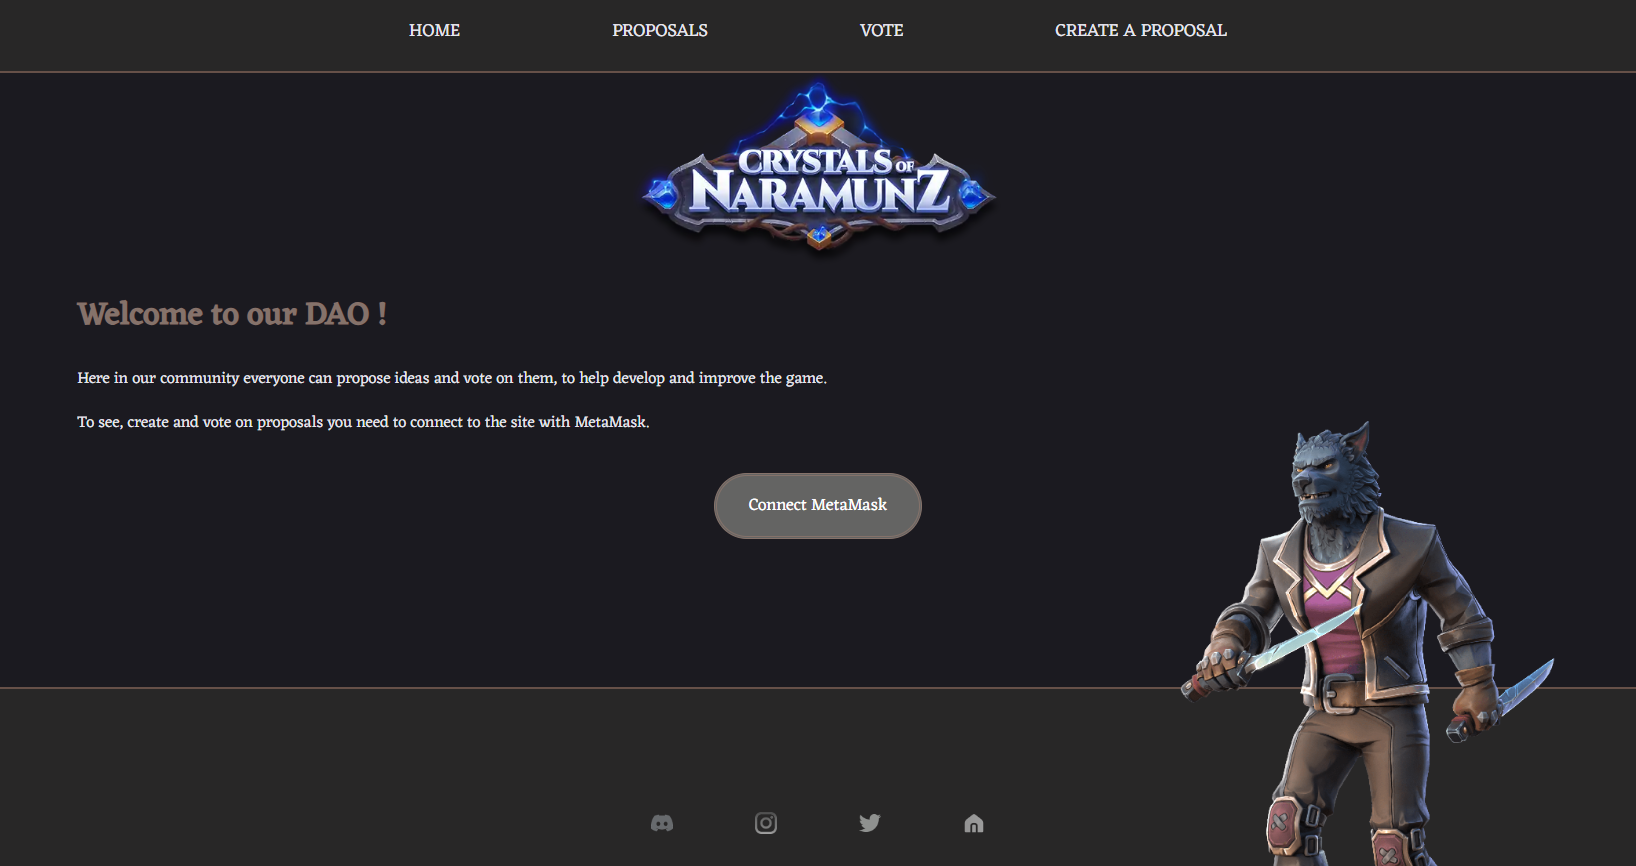 HOME PROPOSALS VOTE CREATE A PROPOSAL
CRYSTALS OF
NARAMUNZ
Welcome to our DAO !
Here in our community everyone can propose ideas and vote on them, to help develop and improve the game.
To see, create and vote on proposals you need to connect to the site with MetaMask.
Connect MetaMask